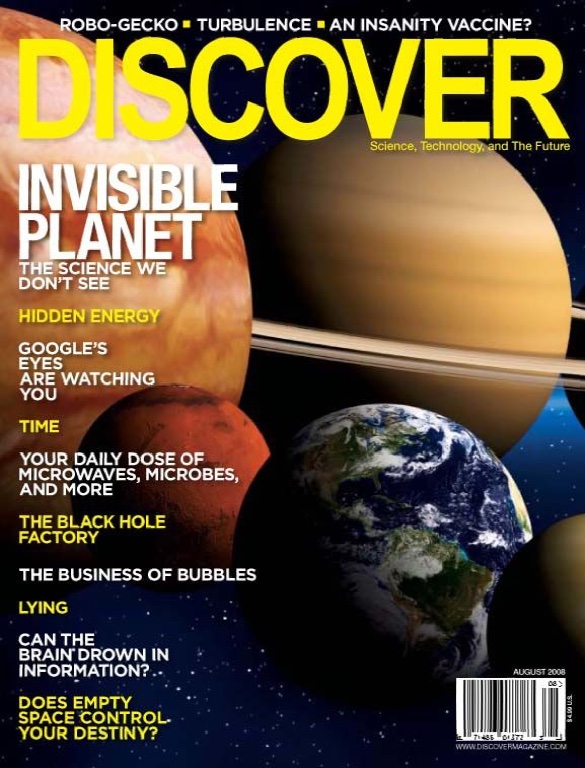 ROBO-GECKO ▪ TURBULENCE ▪ AN INSANITY VACCINE?
DISCOVER
Science, Technology, and The Future
INVISIBLE
PLANET
THE SCIENCE WE
DON'T SEE
HIDDEN ENERGY
GOOGLE'S
EYES
ARE WATCHING
YOU
TIME
YOUR DAILY DOSE OF
MICROWAVES, MICROBES,
AND MORE
THE BLACK HOLE
FACTORY
THE BUSINESS OF BUBBLES
LYING
CAN THE
BRAIN DROWN IN
INFORMATION?
DOES EMPTY
SPACE CONTROL
YOUR DESTINY?
AUGUST 2008
$4.99 U.S.
WWW.DISCOVERMAGAZINE.COM